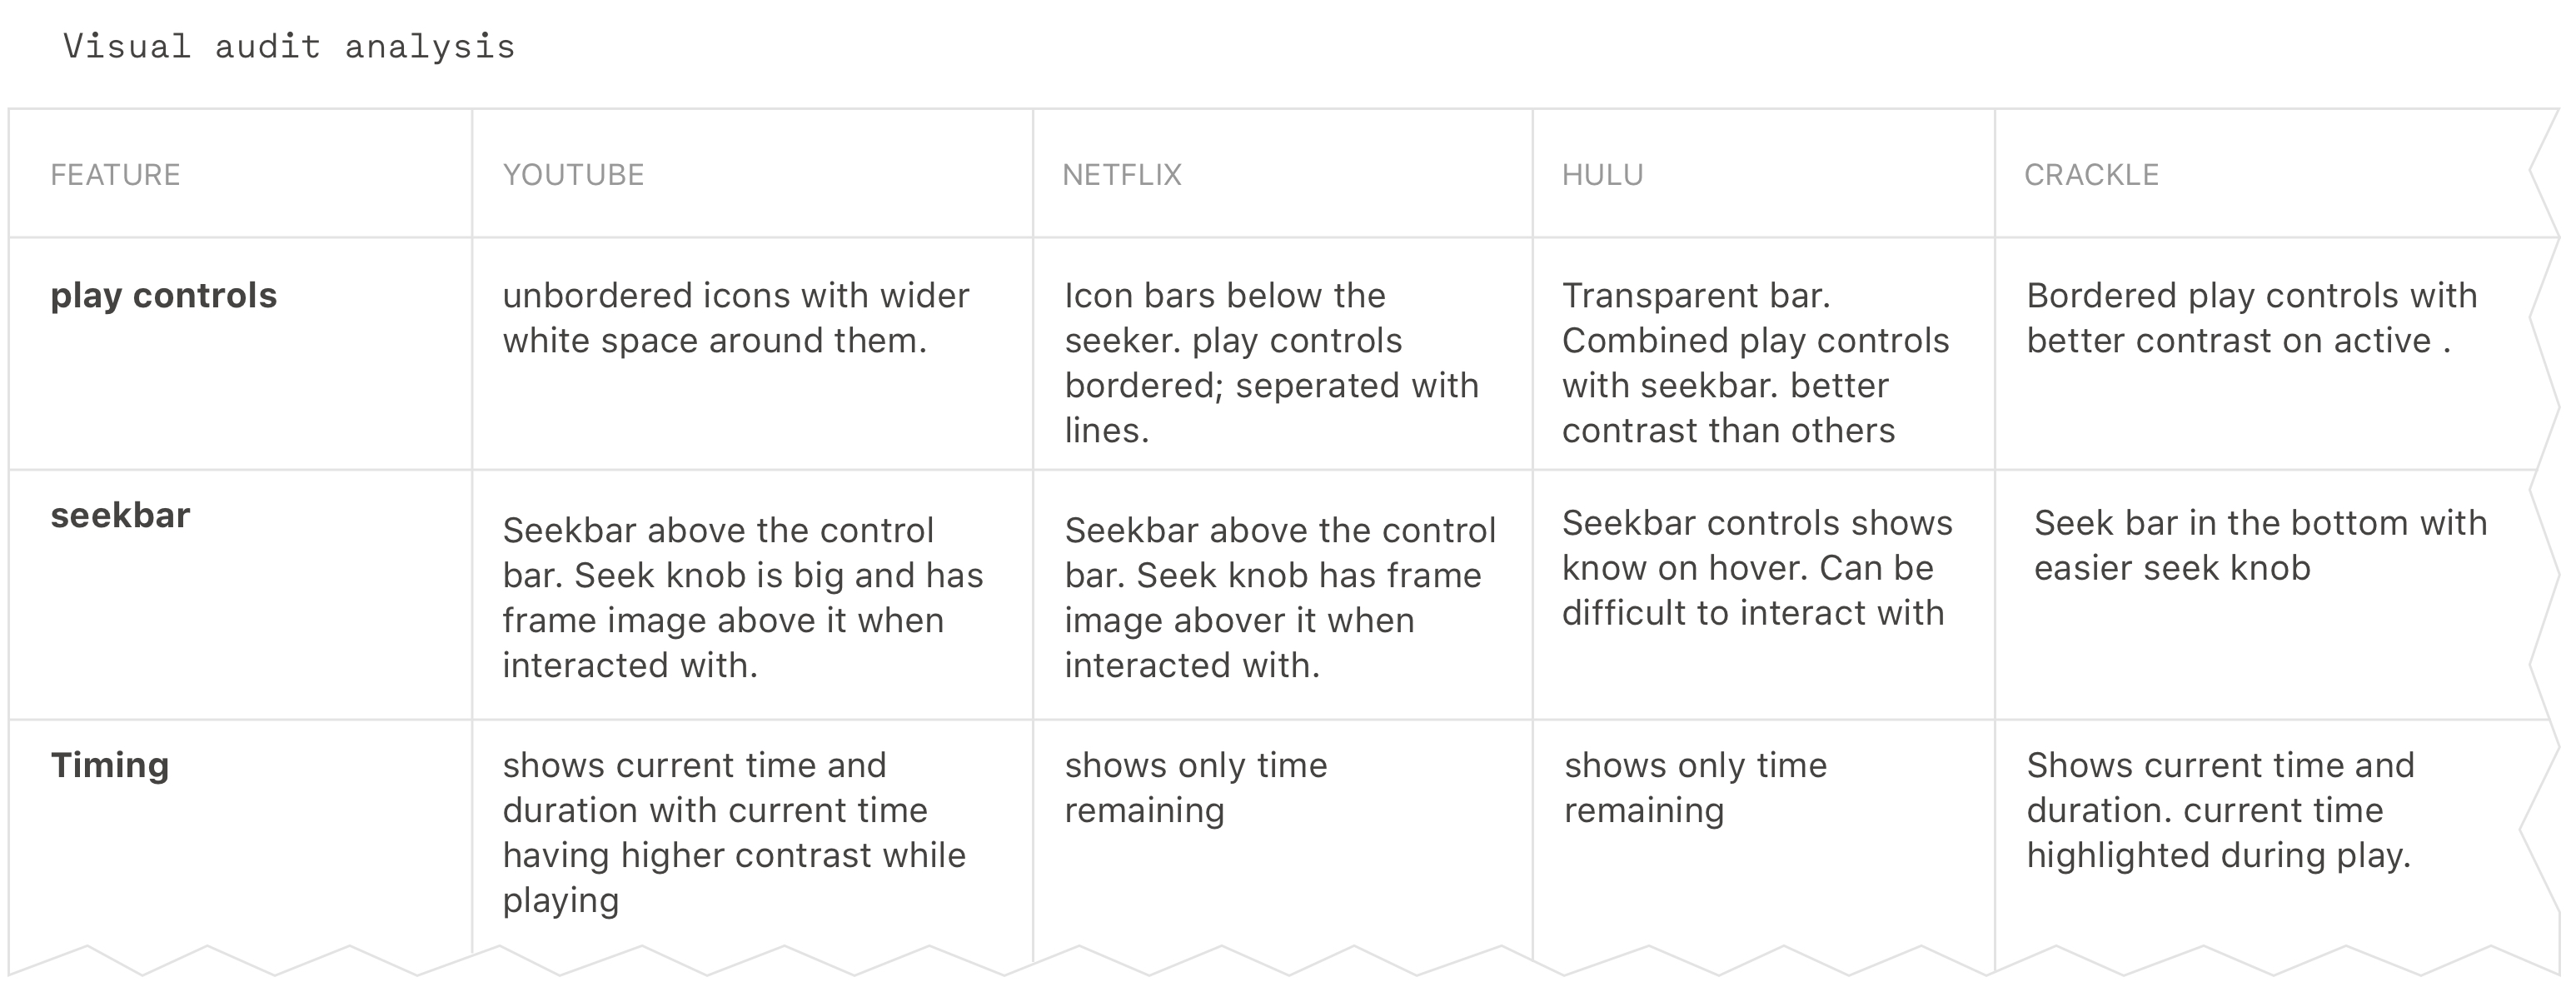 Visual audit analysis
FEATURE
YOUTUBE
NETFLIX
HULU
CRACKLE
play controls
unbordered icons with wider
white space around them.
Icon bars below the
seeker. play controls
bordered; seperated with
lines.
Transparent bar.
Combined play controls
with seekbar. better
contrast than others
Bordered play controls with
better contrast on active .
seekbar
Seekbar above the control
bar. Seek knob is big and has
frame image above it when
interacted with.
Seekbar above the control
bar. Seek knob has frame
image abover it when
interacted with.
Seekbar controls shows
know on hover. Can be
difficult to interact with
Seek bar in the bottom with
easier seek knob
Timing
shows current time and
duration with current time
having higher contrast while
playing
shows only time
remaining
shows only time
remaining
Shows current time and
duration. current time
highlighted during play.